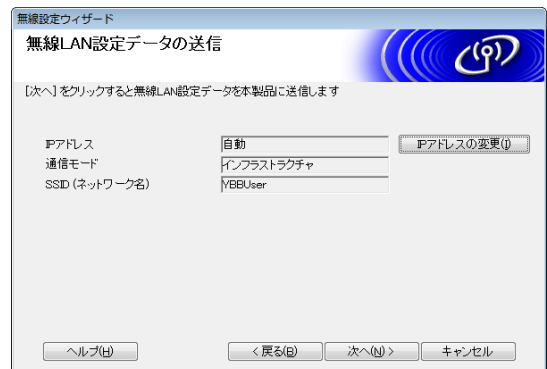 無線設定ウィザード
無線LAN設定データの送信
[次へ] をクリックすると無線LAN設定データを本製品に送信します
IPアドレス 自動 IPアドレスの変更(I)
通信モード インフラストラクチャ
SSID (ネットワーク名) YBBUser
ヘルプ(H) < 戻る(B) 次へ(N) > キャンセル